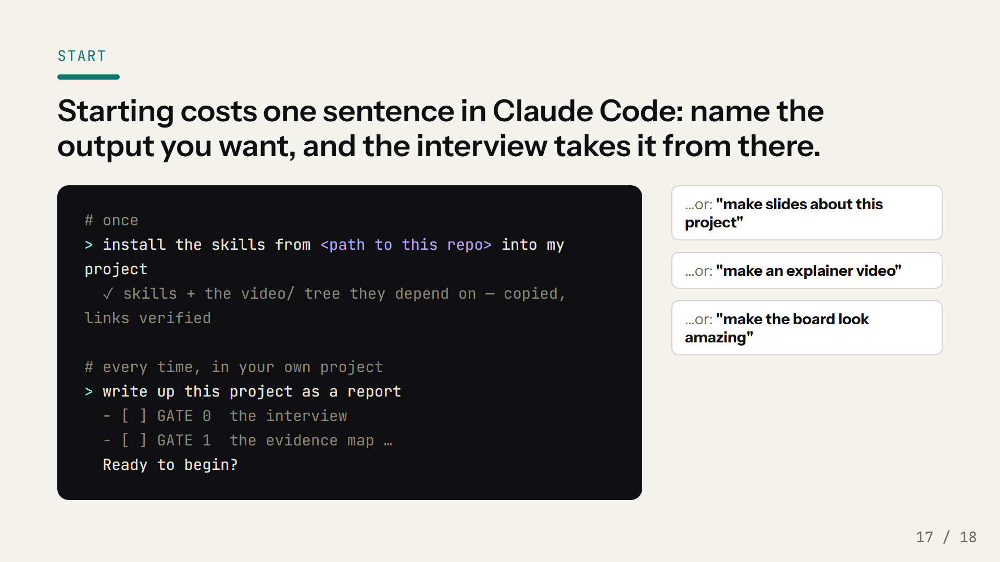 START
Starting costs one sentence in Claude Code: name the
output you want, and the interview takes it from there.
# once
> install the skills from <path to this repo> into my
project
✓ skills + the video/ tree they depend on — copied,
links verified
# every time, in your own project
> write up this project as a report
- [ ] GATE 0  the interview
- [ ] GATE 1  the evidence map …
Ready to begin?
…or: "make slides about this
project"
…or: "make an explainer video"
…or: "make the board look
amazing"
17 / 18